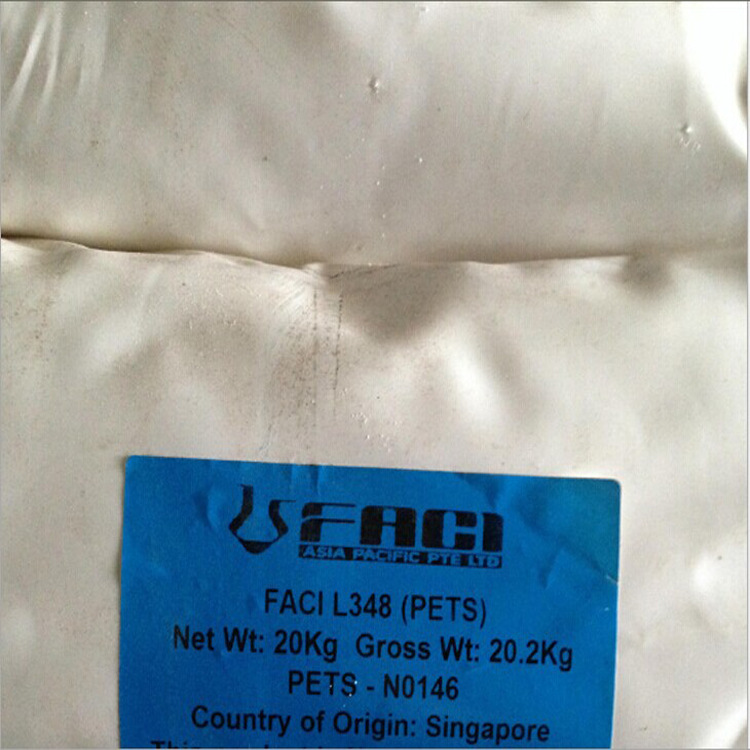 FACI
ASIA PACIFIC PTE LTD
FACI L348 (PETS)
Net Wt: 20Kg Gross Wt: 20.2Kg
PETS - N0146
Country of Origin: Singapore
This